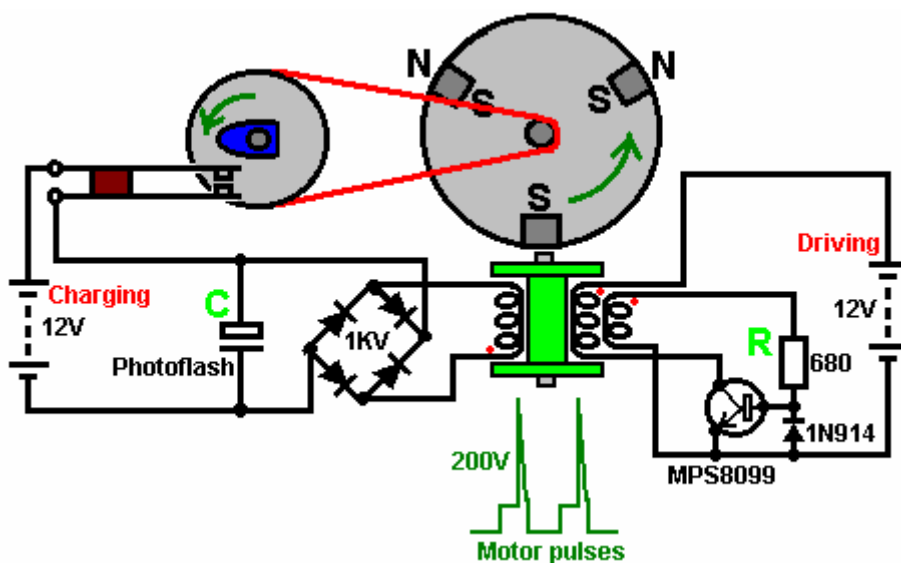 N
N
S
S
S
Driving
Charging
C
12V
12V
1KV
R
Photoflash
680
1N914
200V
MPS8099
Motor pulses